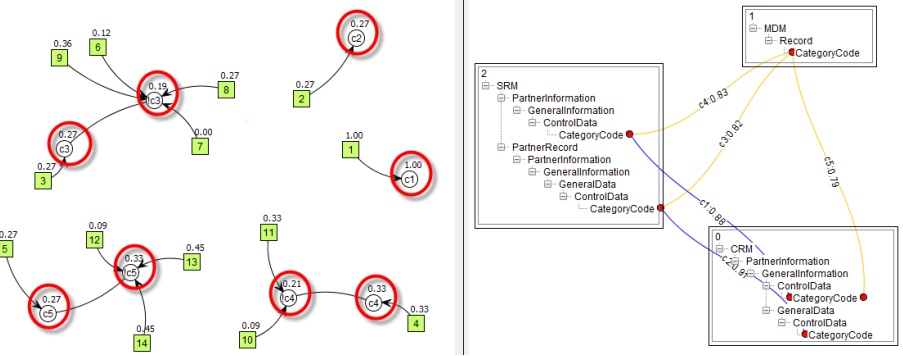 0.36
9
0.12
6
0.27
8
0.19
!c3
0.00
7
0.27
c3
0.27
3
0.27
c2
0.27
2
1.00
1
1.00
c1
0.27
5
0.09
12
0.33
!c5
0.45
13
0.27
c5
0.45
14
0.33
11
0.21
!c4
0.09
10
0.33
c4
0.33
4
1
MDM
Record
CategoryCode
2
SRM
PartnerInformation
GeneralInformation
ControlData
CategoryCode
PartnerRecord
PartnerInformation
GeneralInformation
GeneralData
ControlData
CategoryCode
c4:0.83
c3:0.82
c5:0.79
c1:0.88
0
CRM
PartnerInformation
GeneralInformation
ControlData
CategoryCode
GeneralData
ControlData
CategoryCode